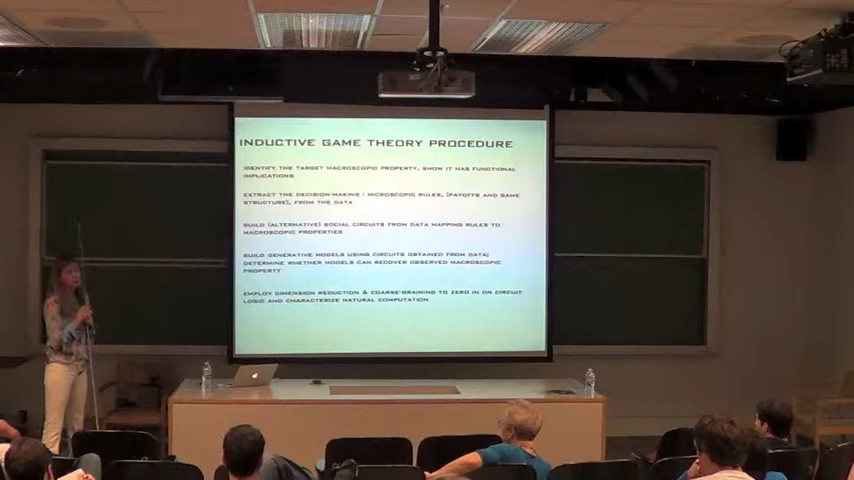 INDUCTIVE GAME THEORY PROCEDURE
IDENTIFY THE TARGET MACROSCOPIC PROPERTY, SHOW IT HAS FUNCTIONAL
IMPLICATIONS
EXTRACT THE DECISION-MAKING / MICROSCOPIC RULES, (PAYOFFS AND GAME
STRUCTURE), FROM THE DATA
BUILD (ALTERNATIVE) SOCIAL CIRCUITS FROM DATA MAPPING RULES TO
MACROSCOPIC PROPERTIES
BUILD GENERATIVE MODELS USING CIRCUITS OBTAINED FROM DATA;
DETERMINE WHETHER MODELS CAN RECOVER OBSERVED MACROSCOPIC
PROPERTY
EMPLOY DIMENSION REDUCTION & COARSE-GRAINING TO ZERO IN ON CIRCUIT
LOGIC AND CHARACTERIZE NATURAL COMPUTATION